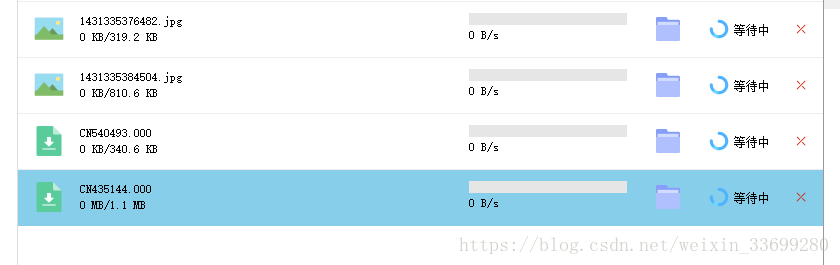 1431335376482.jpg
0 KB/319.2 KB
0 B/s
等待中
1431335384504.jpg
0 KB/810.6 KB
0 B/s
等待中
CN540493.000
0 KB/340.6 KB
0 B/s
等待中
CN435144.000
0 MB/1.1 MB
0 B/s
等待中
https://blog.csdn.net/weixin_33699280